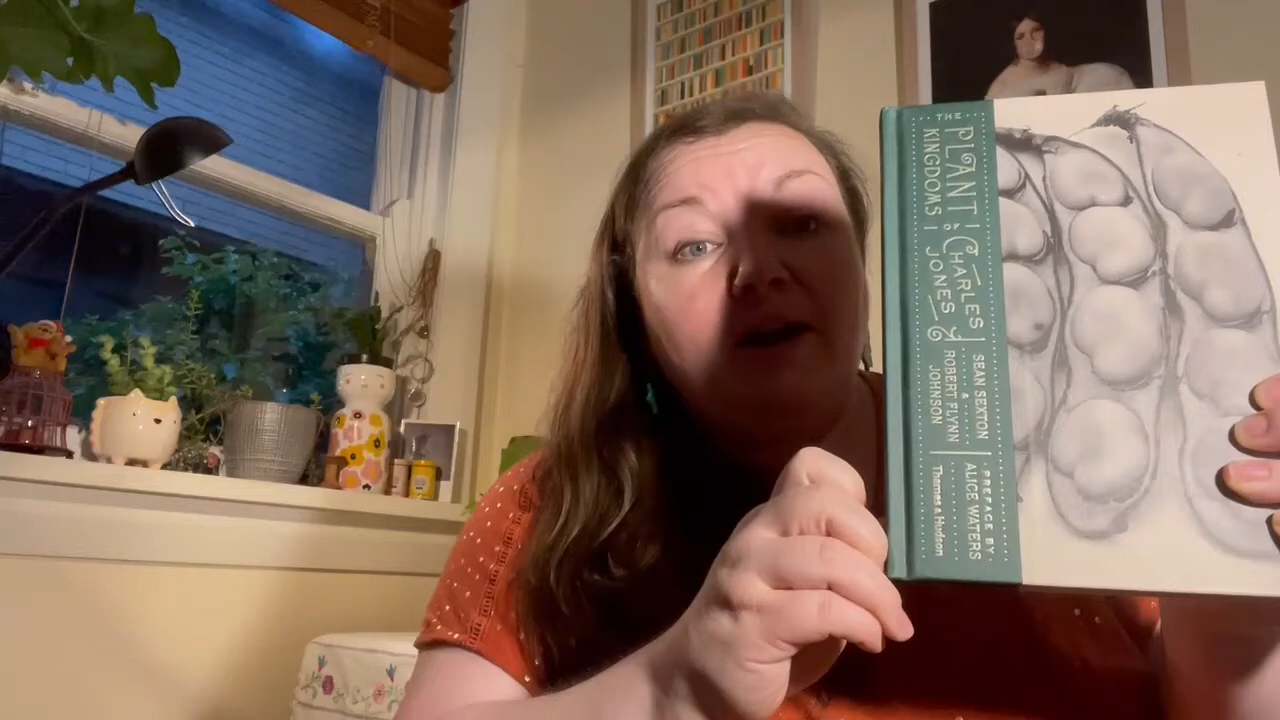 THE
PLANT
KINGDOMS
of CHARLES
JONES
SEAN SEXTON
&
ROBERT FLYNN
JOHNSON
PREFACE BY
ALICE WATERS
Thames & Hudson